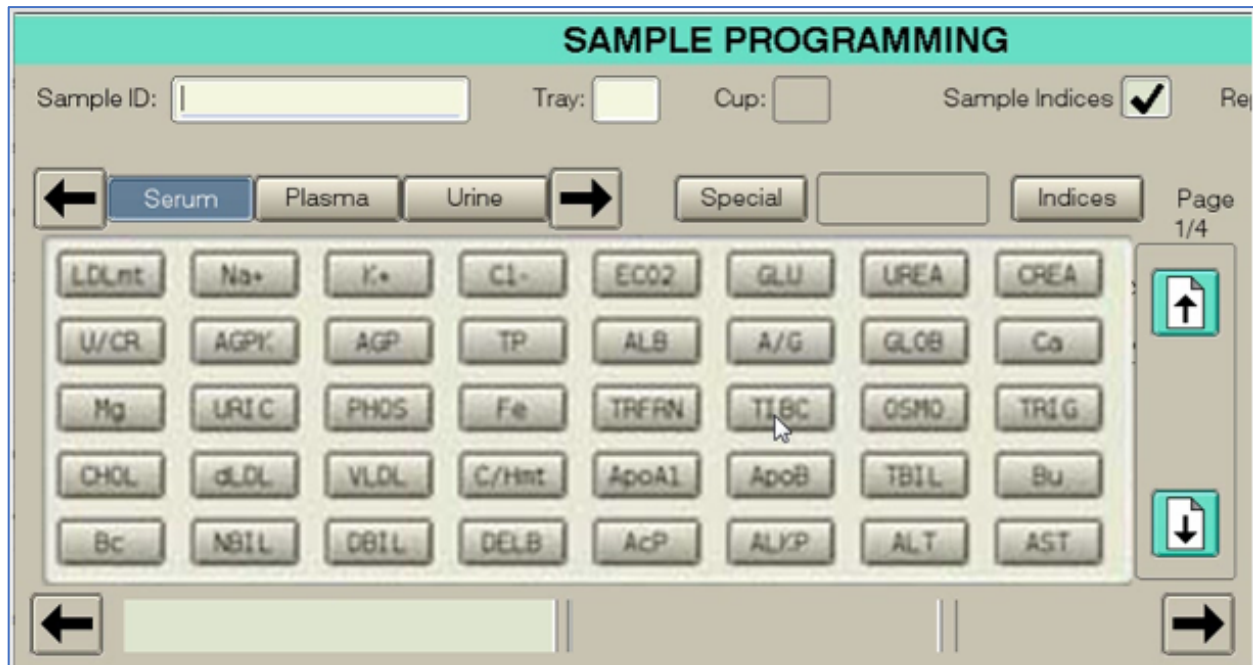 SAMPLE PROGRAMMING
Sample ID: Tray: Cup: Sample Indices Re
Serum Plasma Urine Special Indices Page
1/4
LDLmt Na+ K+ Cl- ECO2 GLU UREA CREA
U/CR AGPK AGP TP ALB A/G GLOB Ca
Mg URIC PHOS Fe TRFRN TIBC OSMO TRIG
CHOL dLDL VLDL C/Hmt ApoA1 ApoB TBIL Bu
Bc NBIL DBIL DELB AcP ALKP ALT AST